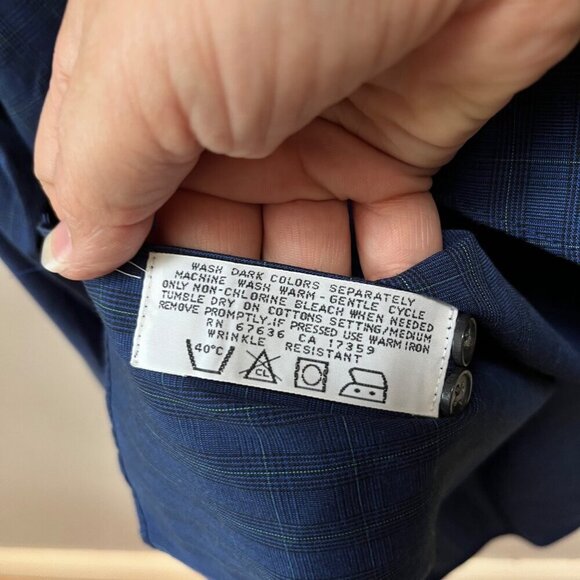 WASH DARK COLORS SEPARATELY
MACHINE WASH WARM - GENTLE CYCLE
ONLY NON-CHLORINE BLEACH WHEN NEEDED
TUMBLE DRY ON COTTONS SETTING/MEDIUM
REMOVE PROMPTLY.IF PRESSED USE WARM IRON
RN 67636 CA 17359
WRINKLE RESISTANT
40°C CL